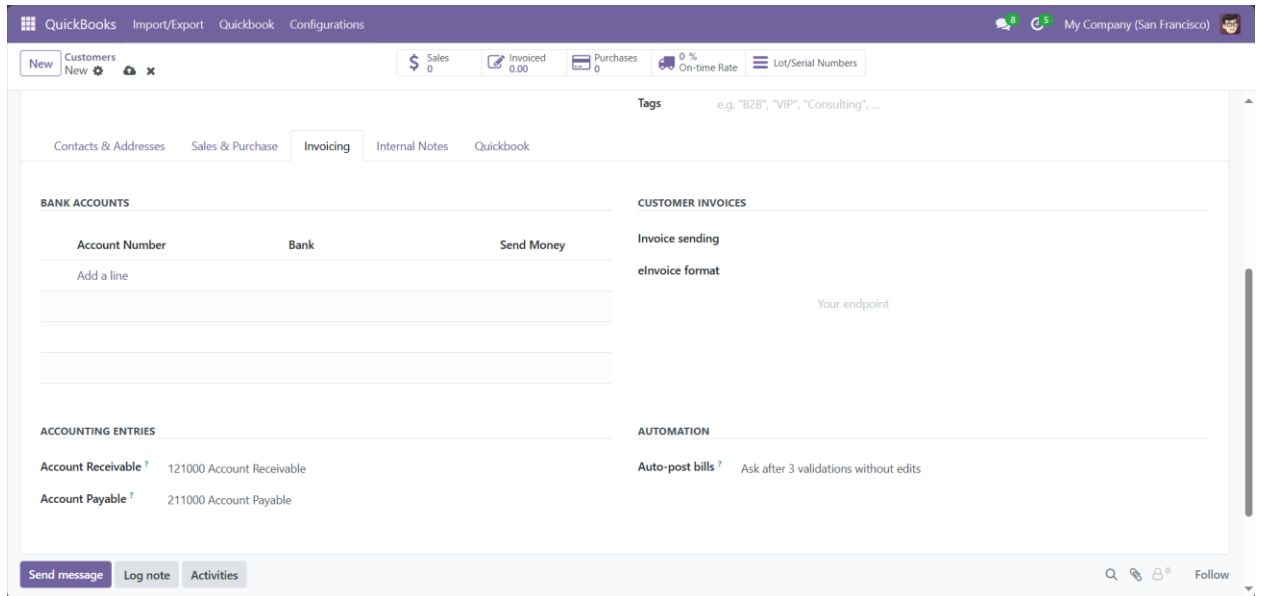 QuickBooks Import/Export Quickbook Configurations 8 5 My Company (San Francisco)
New Customers New
$ Sales 0 Invoiced 0.00 Purchases 0 0 % On-time Rate Lot/Serial Numbers
Tags e.g. "B2B", "VIP", "Consulting", ...
Contacts & Addresses Sales & Purchase Invoicing Internal Notes Quickbook
BANK ACCOUNTS CUSTOMER INVOICES
Account Number Bank Send Money Invoice sending
Add a line eInvoice format
Your endpoint
ACCOUNTING ENTRIES AUTOMATION
Account Receivable ? 121000 Account Receivable Auto-post bills ? Ask after 3 validations without edits
Account Payable ? 211000 Account Payable
Send message Log note Activities 0 Follow